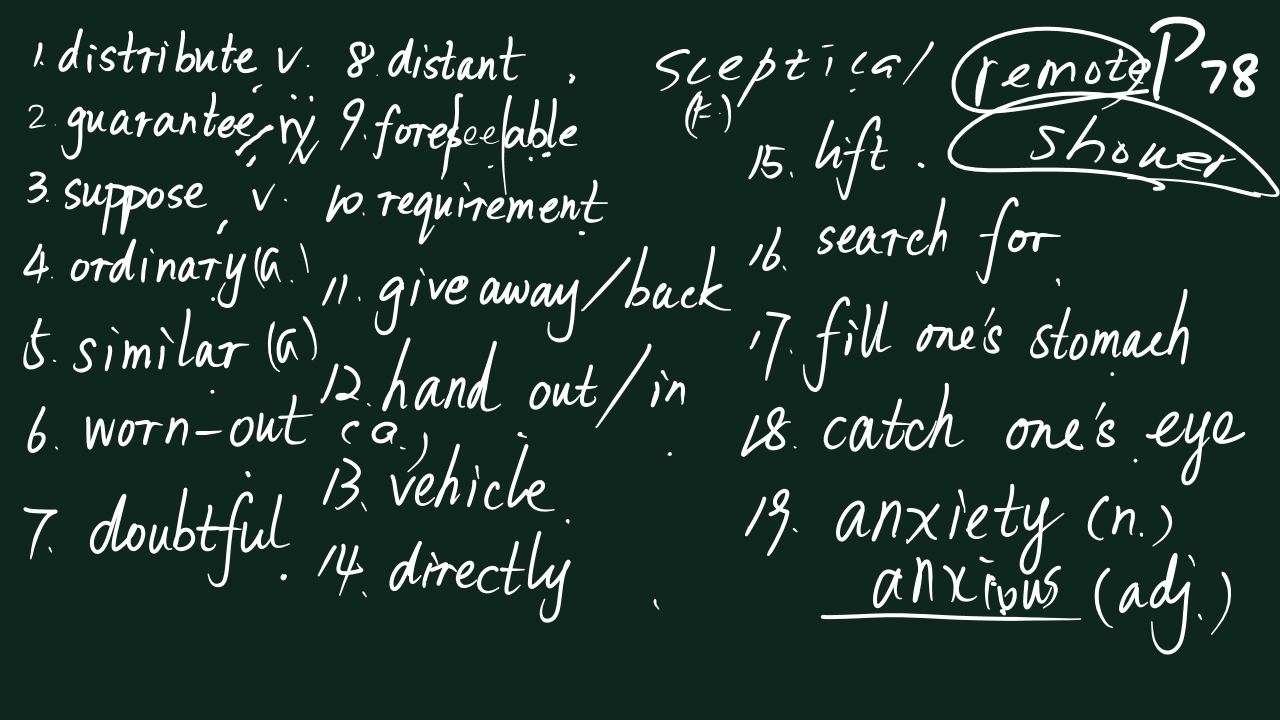 1. distribute v.
2. guarantee, n/v
3. suppose, v.
4. ordinary (a.)
5. similar (a)
6. worn-out (a.)
7. doubtful.
8. distant
9. foreseeable
10. requirement
11. give away/back
12. hand out/in
13. vehicle
14. directly
sceptical
remote P78
shower
15. lift.
16. search for
17. fill one's stomach
18. catch one's eye
19. anxiety (n.)
anxious (adj.)